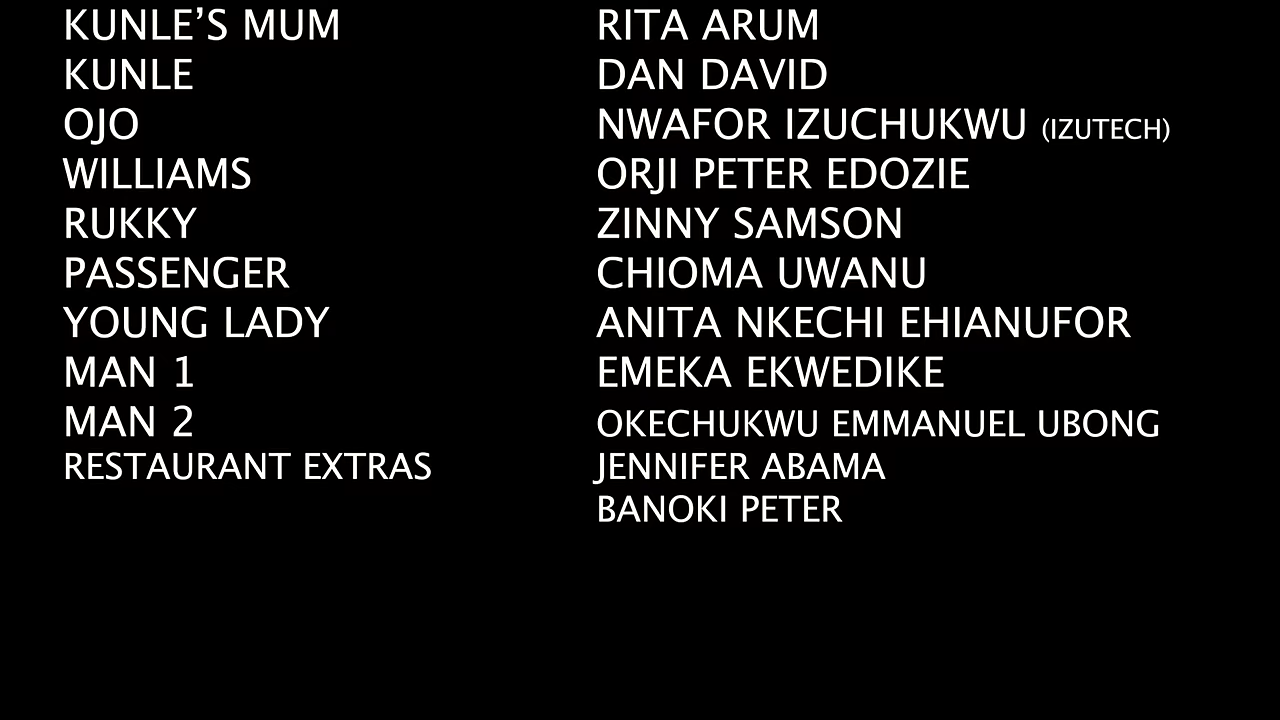 KUNLE’S MUM RITA ARUM
KUNLE DAN DAVID
OJO NWAFOR IZUCHUKWU (IZUTECH)
WILLIAMS ORJI PETER EDOZIE
RUKKY ZINNY SAMSON
PASSENGER CHIOMA UWANU
YOUNG LADY ANITA NKECHI EHIANUFOR
MAN 1 EMEKA EKWEDIKE
MAN 2 OKECHUKWU EMMANUEL UBONG
RESTAURANT EXTRAS JENNIFER ABAMA
BANOKI PETER